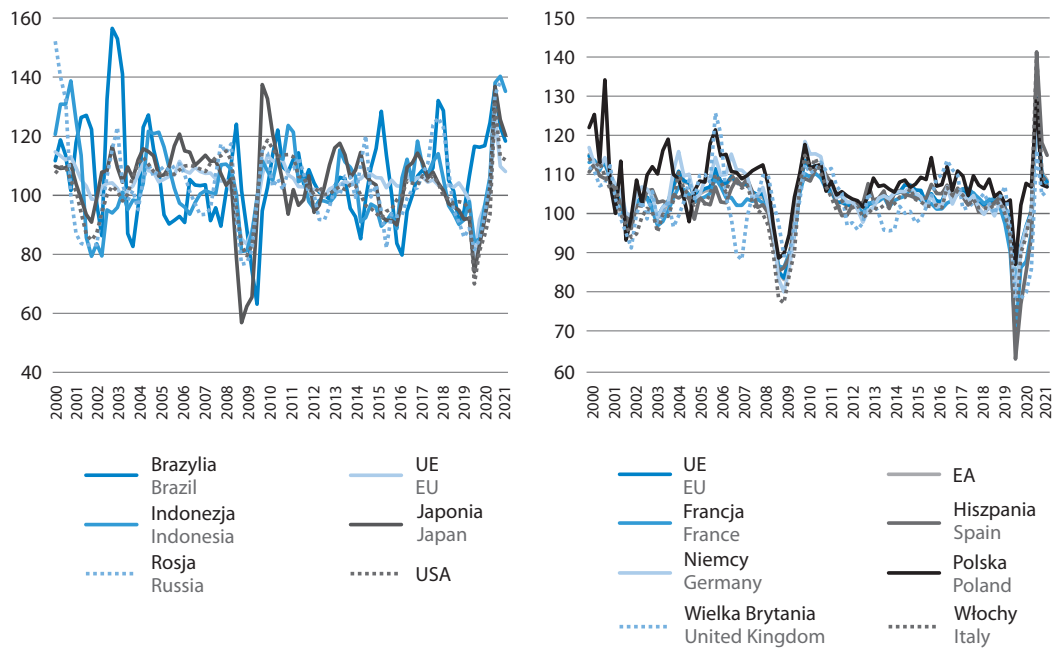 160
140
120
100
80
60
40
2000
2001
2002
2003
2004
2005
2006
2007
2008
2009
2010
2011
2012
2013
2014
2015
2016
2017
2018
2019
2020
2021
Brazylia
Brazil
Indonezja
Indonesia
Rosja
Russia
UE
EU
Japonia
Japan
USA
150
140
130
120
110
100
90
80
70
60
2000
2001
2002
2003
2004
2005
2006
2007
2008
2009
2010
2011
2012
2013
2014
2015
2016
2017
2018
2019
2020
2021
UE
EU
Francja
France
Niemcy
Germany
Wielka Brytania
United Kingdom
EA
Hiszpania
Spain
Polska
Poland
Włochy
Italy